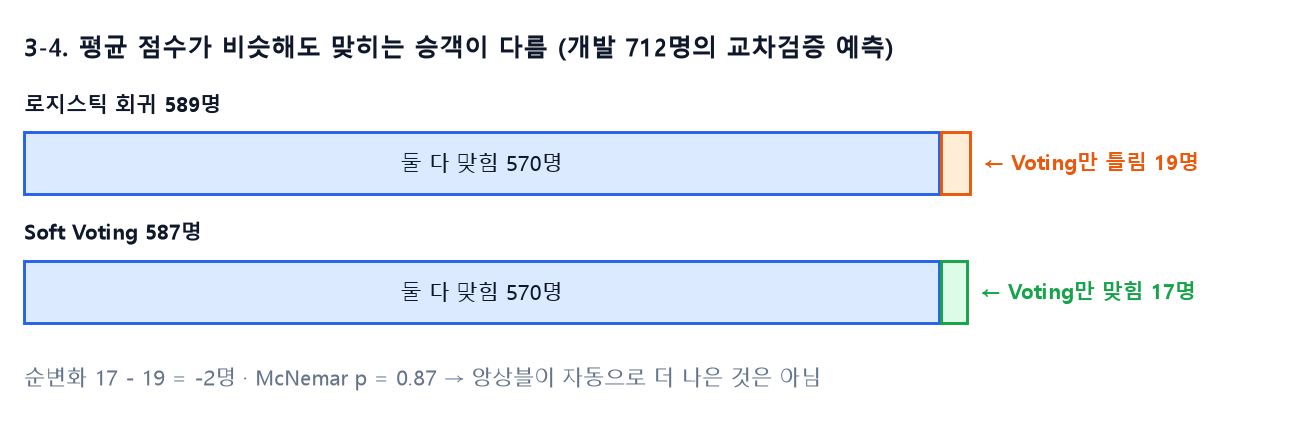 3-4. 평균 점수가 비슷해도 맞히는 승객이 다름 (개발 712명의 교차검증 예측)
로지스틱 회귀 589명
둘 다 맞힘 570명
← Voting만 틀림 19명
Soft Voting 587명
둘 다 맞힘 570명
← Voting만 맞힘 17명
순변화 17 - 19 = -2명 · McNemar p = 0.87 → 앙상블이 자동으로 더 나은 것은 아님